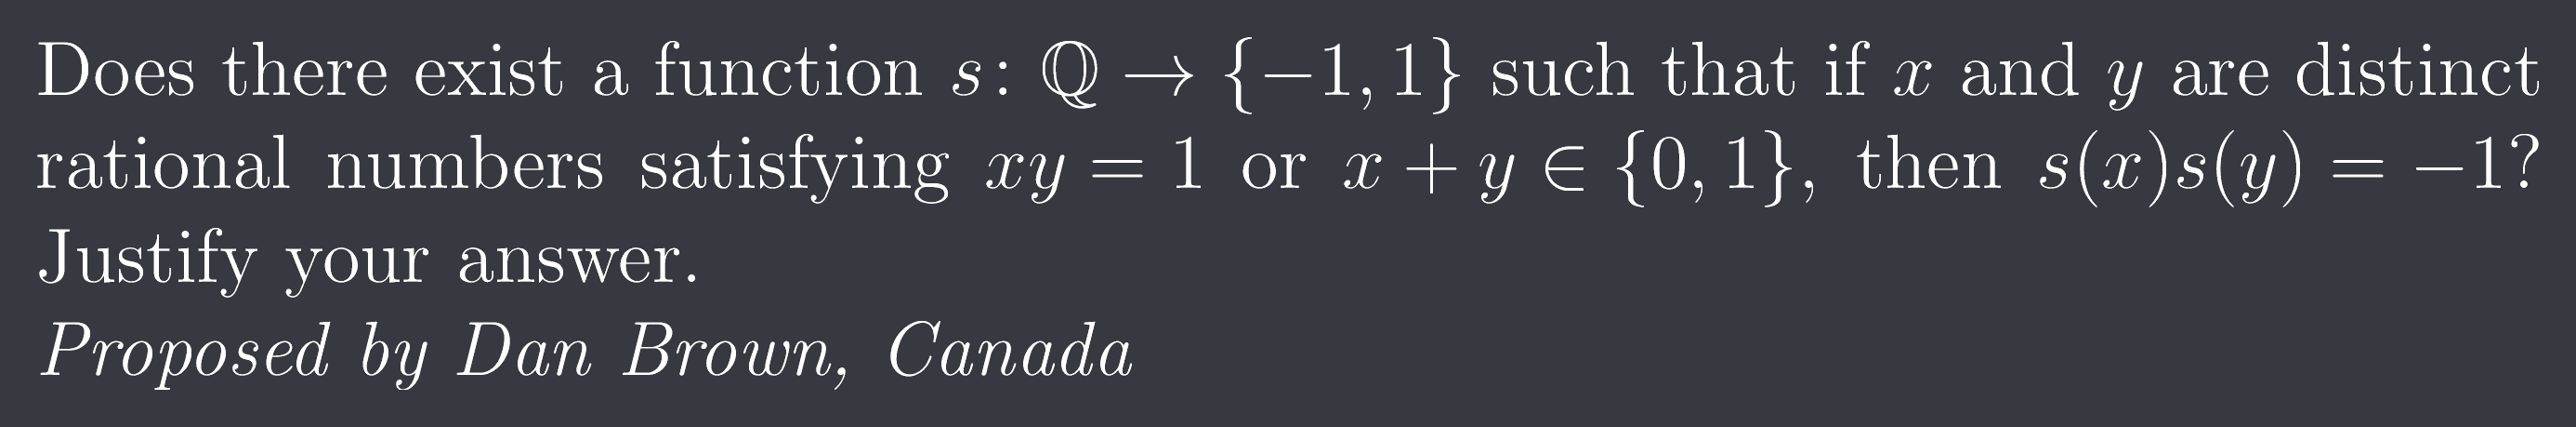 Does there exist a function $s\colon \mathbb{Q} \to \{-1, 1\}$ such that if $x$ and $y$ are distinct
rational numbers satisfying $xy = 1$ or $x + y \in \{0, 1\}$, then $s(x)s(y) = -1$?
Justify your answer.
Proposed by Dan Brown, Canada